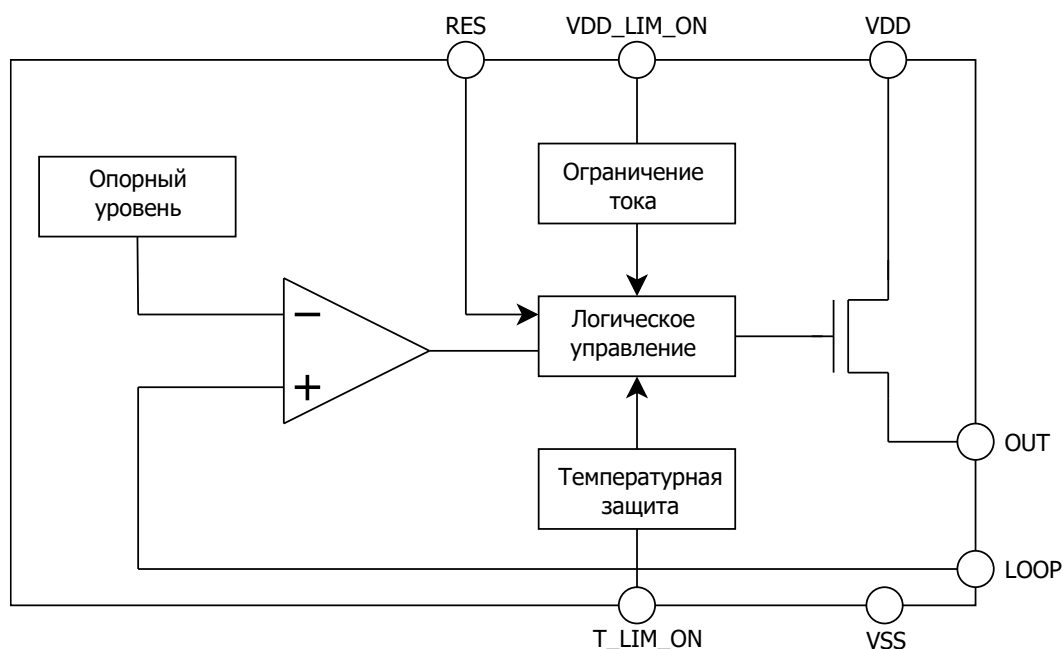 RES
VDD_LIM_ON
VDD
Опорный
уровень
Ограничение
тока
−
+
Логическое
управление
OUT
Температурная
защита
LOOP
T_LIM_ON
VSS